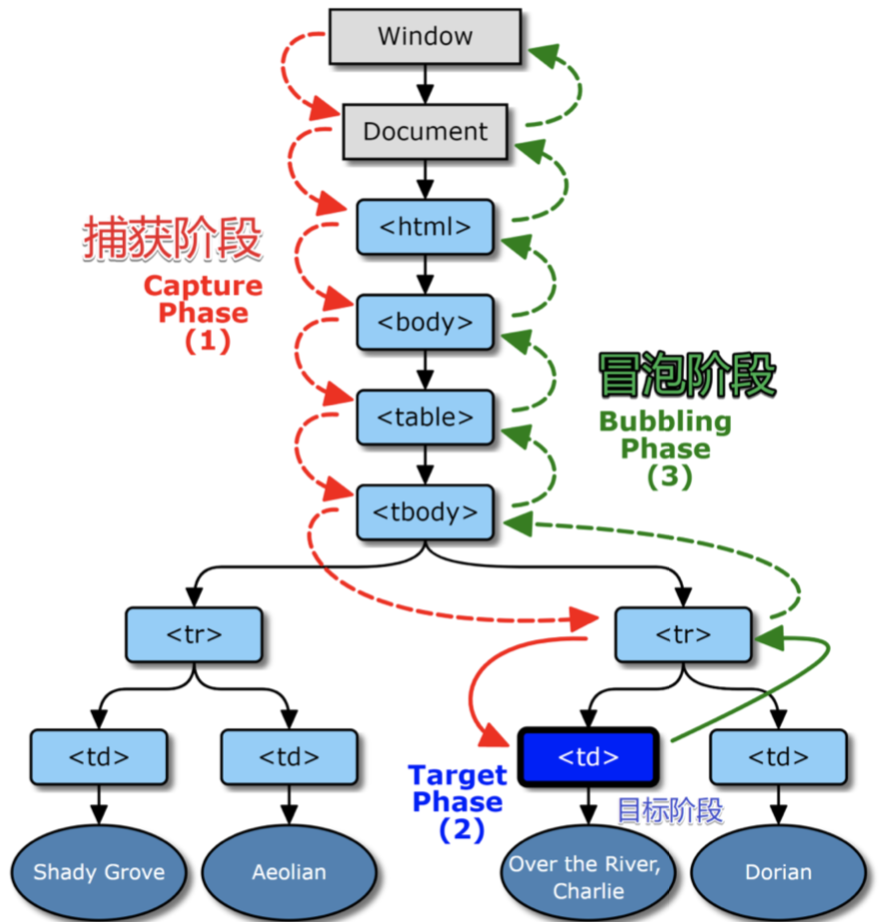 Window
Document
<html>
捕获阶段
Capture
Phase
(1)
<body>
冒泡阶段
Bubbling
Phase
(3)
<table>
<tbody>
<tr>
<tr>
<td>
<td>
<td>
<td>
Target
Phase
(2)
目标阶段
Shady Grove
Aeolian
Over the River,
Charlie
Dorian